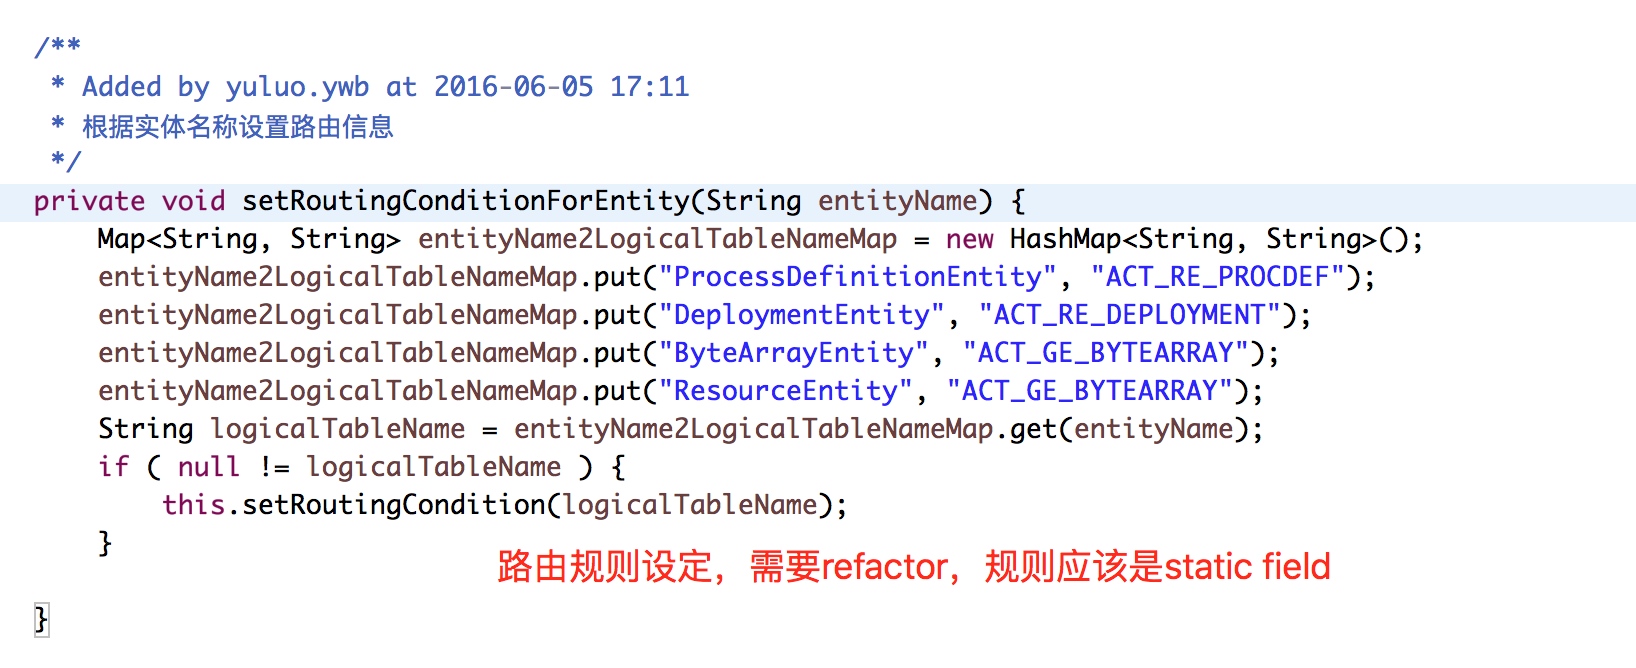 /**
 * Added by yuluo.ywb at 2016-06-05 17:11
 * 根据实体名称设置路由信息
 */
private void setRoutingConditionForEntity(String entityName) {
    Map<String, String> entityName2LogicalTableNameMap = new HashMap<String, String>();
    entityName2LogicalTableNameMap.put("ProcessDefinitionEntity", "ACT_RE_PROCDEF");
    entityName2LogicalTableNameMap.put("DeploymentEntity", "ACT_RE_DEPLOYMENT");
    entityName2LogicalTableNameMap.put("ByteArrayEntity", "ACT_GE_BYTEARRAY");
    entityName2LogicalTableNameMap.put("ResourceEntity", "ACT_GE_BYTEARRAY");
    String logicalTableName = entityName2LogicalTableNameMap.get(entityName);
    if ( null != logicalTableName ) {
        this.setRoutingCondition(logicalTableName);
    }
路由规则设定，需要refactor，规则应该是static field
}